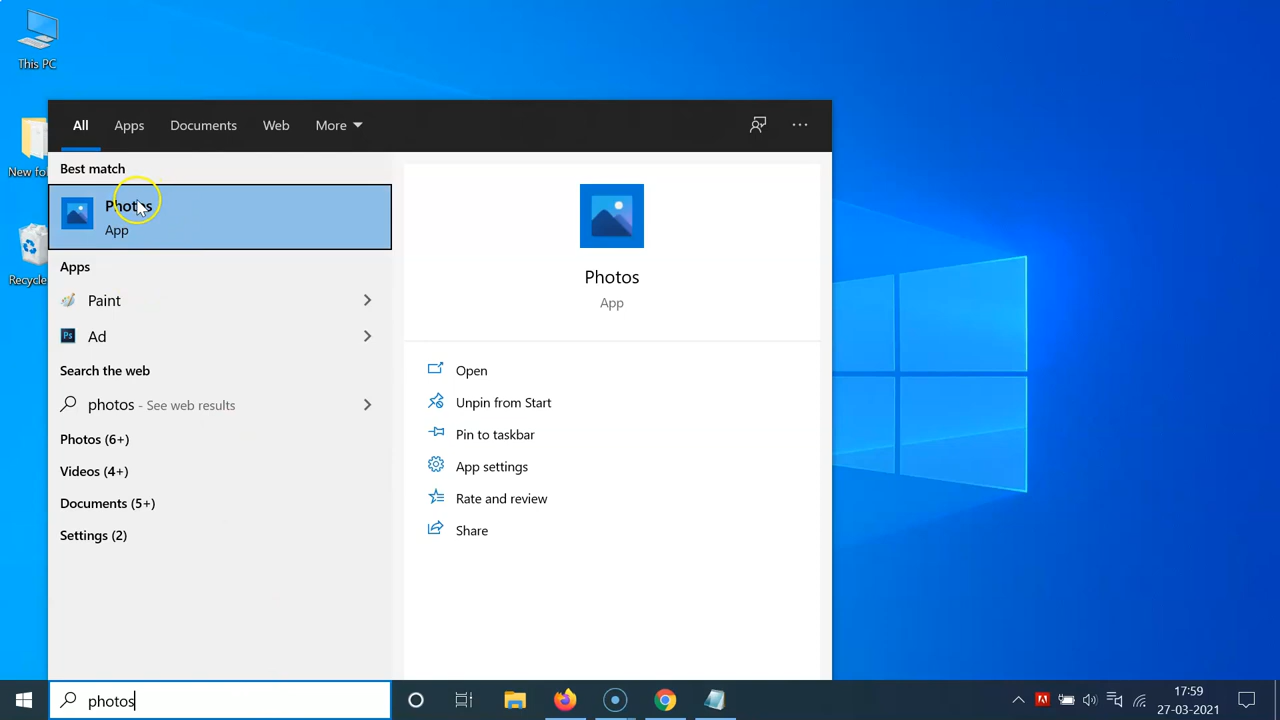 This PC
New fol
Recycle
All Apps Documents Web More
Best match
Photos
App
Apps
Paint
Ad
Search the web
photos - See web results
Photos (6+)
Videos (4+)
Documents (5+)
Settings (2)
Photos
App
Open
Unpin from Start
Pin to taskbar
App settings
Rate and review
Share
photos
17:59
27-03-2021